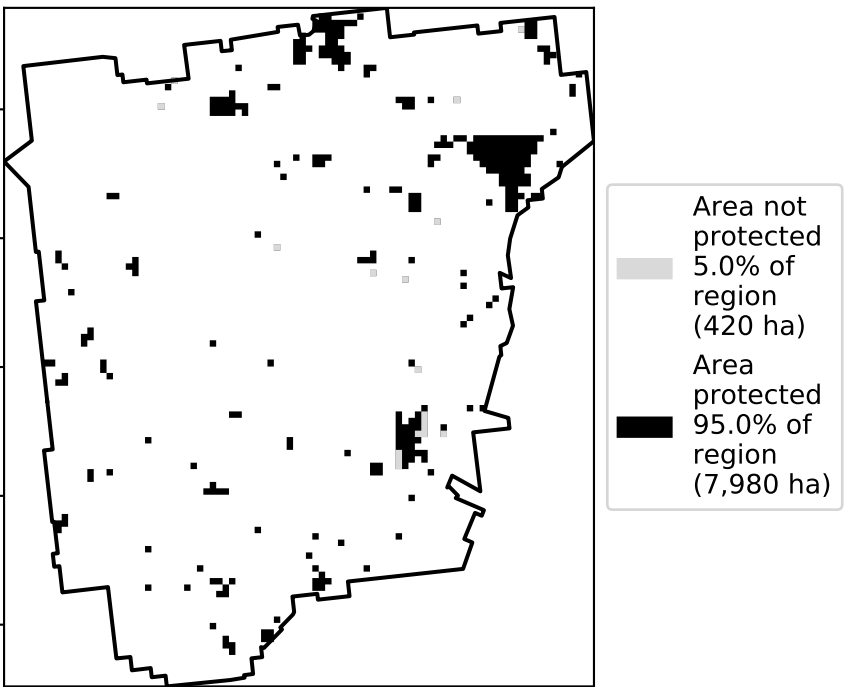 Area not
protected
5.0% of
region
(420 ha)
Area
protected
95.0% of
region
(7,980 ha)